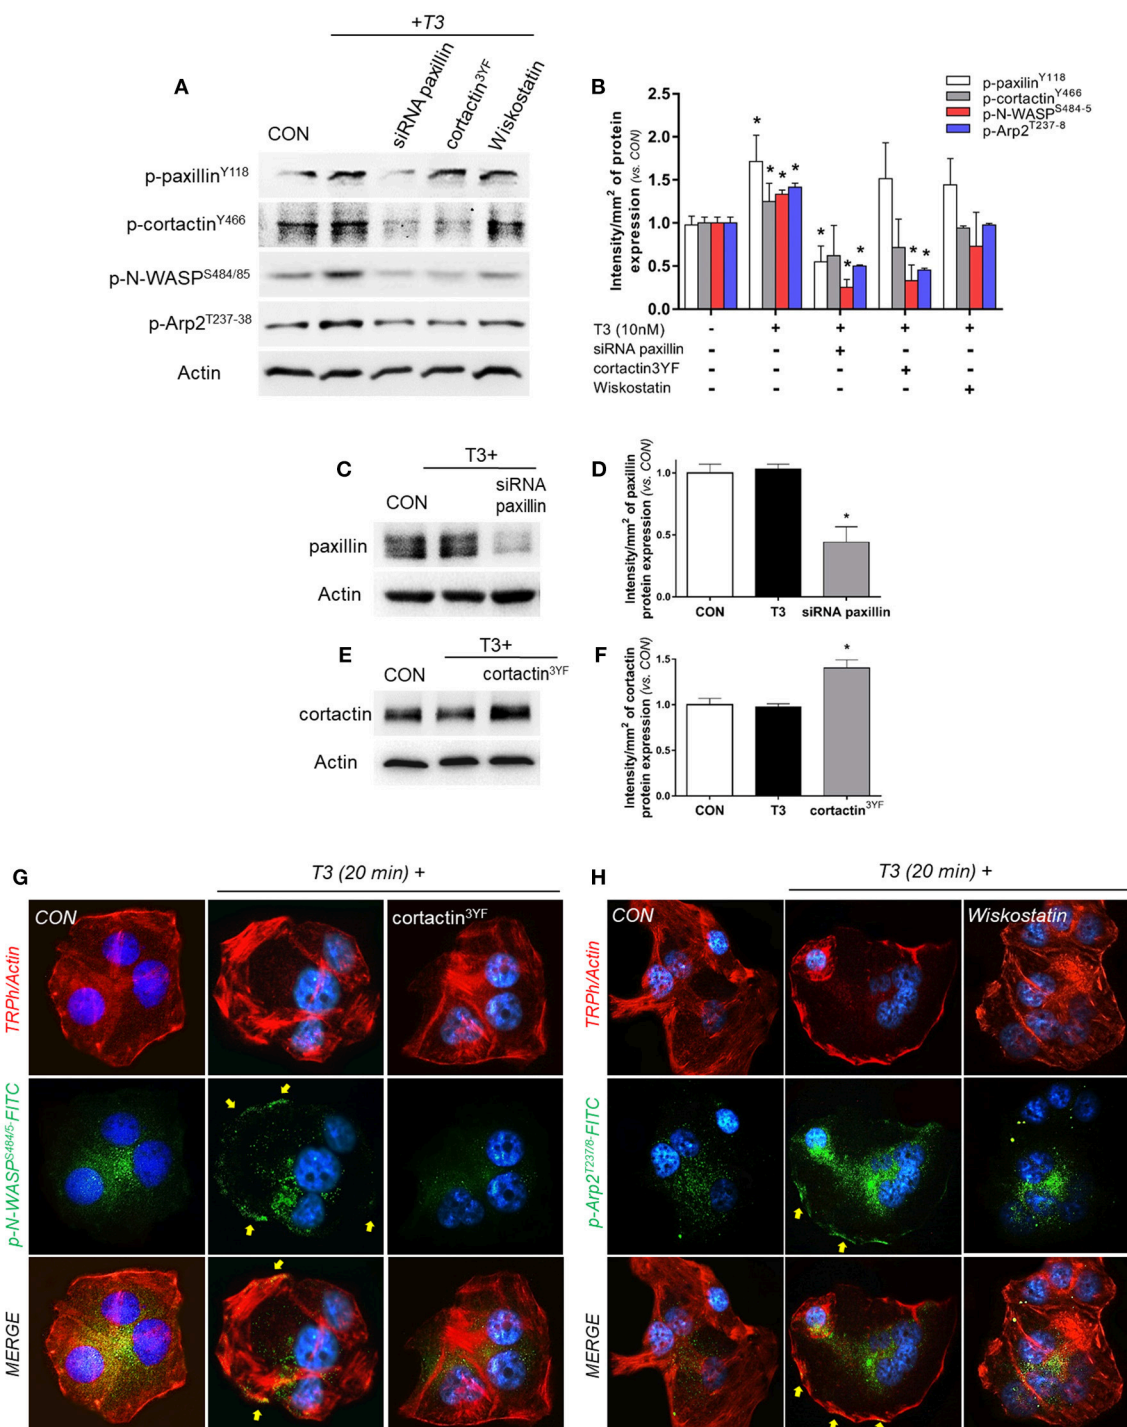 +T3
A
CON
siRNA paxillin
cortactin3YF
Wiskostatin
p-paxillinY118
p-cortactinY466
p-N-WASPS484/85
p-Arp2T237-38
Actin
B
p-paxilinY118
p-cortactinY466
p-N-WASPS484-5
p-Arp2T237-8
Intensity/mm2 of protein
expression (vs. CON)
2.5
2.0
1.5
1.0
0.5
0.0
* * * *
* * *
* *
T3 (10nM) - + + + +
siRNA paxillin - - + - -
cortactin3YF - - - + -
Wiskostatin - - - - +
C
T3+
CON
siRNA
paxillin
paxillin
Actin
D
Intensity/mm2 of paxillin
protein expression (vs. CON)
1.0
0.5
0.0
*
CON T3 siRNA paxillin
E
T3+
CON
cortactin3YF
cortactin
Actin
F
Intensity/mm2 of cortactin
protein expression (vs. CON)
1.5
1.0
0.5
0.0
*
CON T3 cortactin3YF
G
T3 (20 min) +
CON
cortactin3YF
TRPh/Actin
p-N-WASPS484/5-FITC
MERGE
H
T3 (20 min) +
CON
Wiskostatin
TRPh/Actin
p-Arp2T237/8-FITC
MERGE